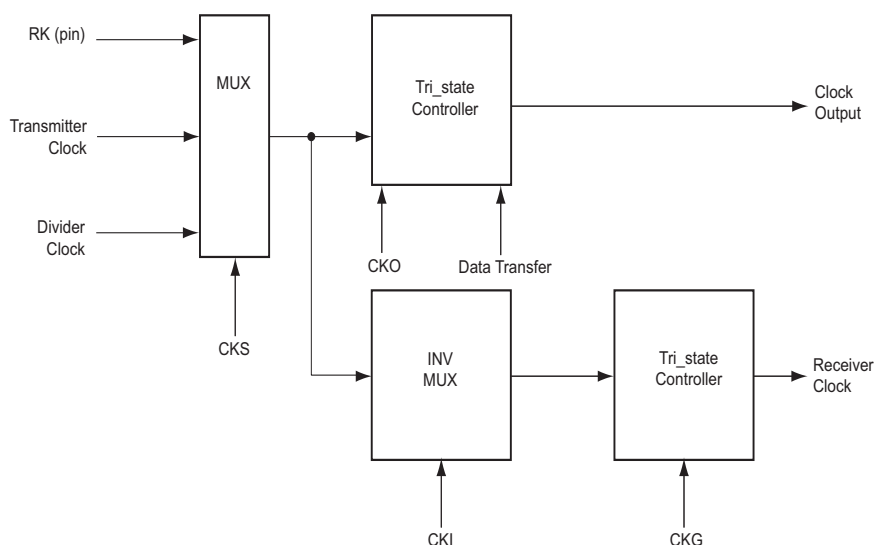 RK (pin)
MUX
Tri_state
Controller
Clock
Output
Transmitter
Clock
Divider
Clock
CKO
Data Transfer
CKS
INV
MUX
Tri_state
Controller
Receiver
Clock
CKI
CKG